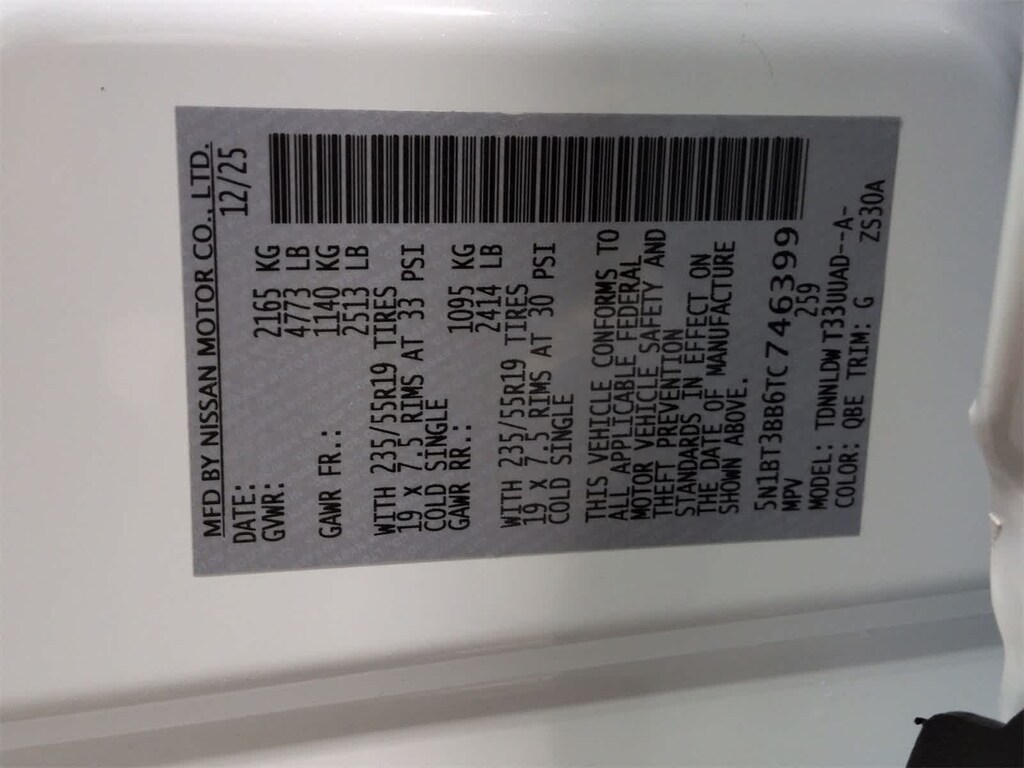 MFD BY NISSAN MOTOR CO., LTD.
DATE: 12/25
GVWR: 2165 KG
4773 LB
GAWR FR.: 1140 KG
2513 LB
WITH 235/55R19 TIRES
19 X 7.5 RIMS AT 33 PSI
COLD SINGLE
GAWR RR.: 1095 KG
2414 LB
WITH 235/55R19 TIRES
19 X 7.5 RIMS AT 30 PSI
COLD SINGLE
THIS VEHICLE CONFORMS TO
ALL APPLICABLE FEDERAL
MOTOR VEHICLE SAFETY AND
THEFT PREVENTION
STANDARDS IN EFFECT ON
THE DATE OF MANUFACTURE
SHOWN ABOVE.
5N1BT3BB6TC746399
MPV 259
MODEL: TDNNLDW T33UUAD--A-
COLOR: QBE TRIM: G ZS30A